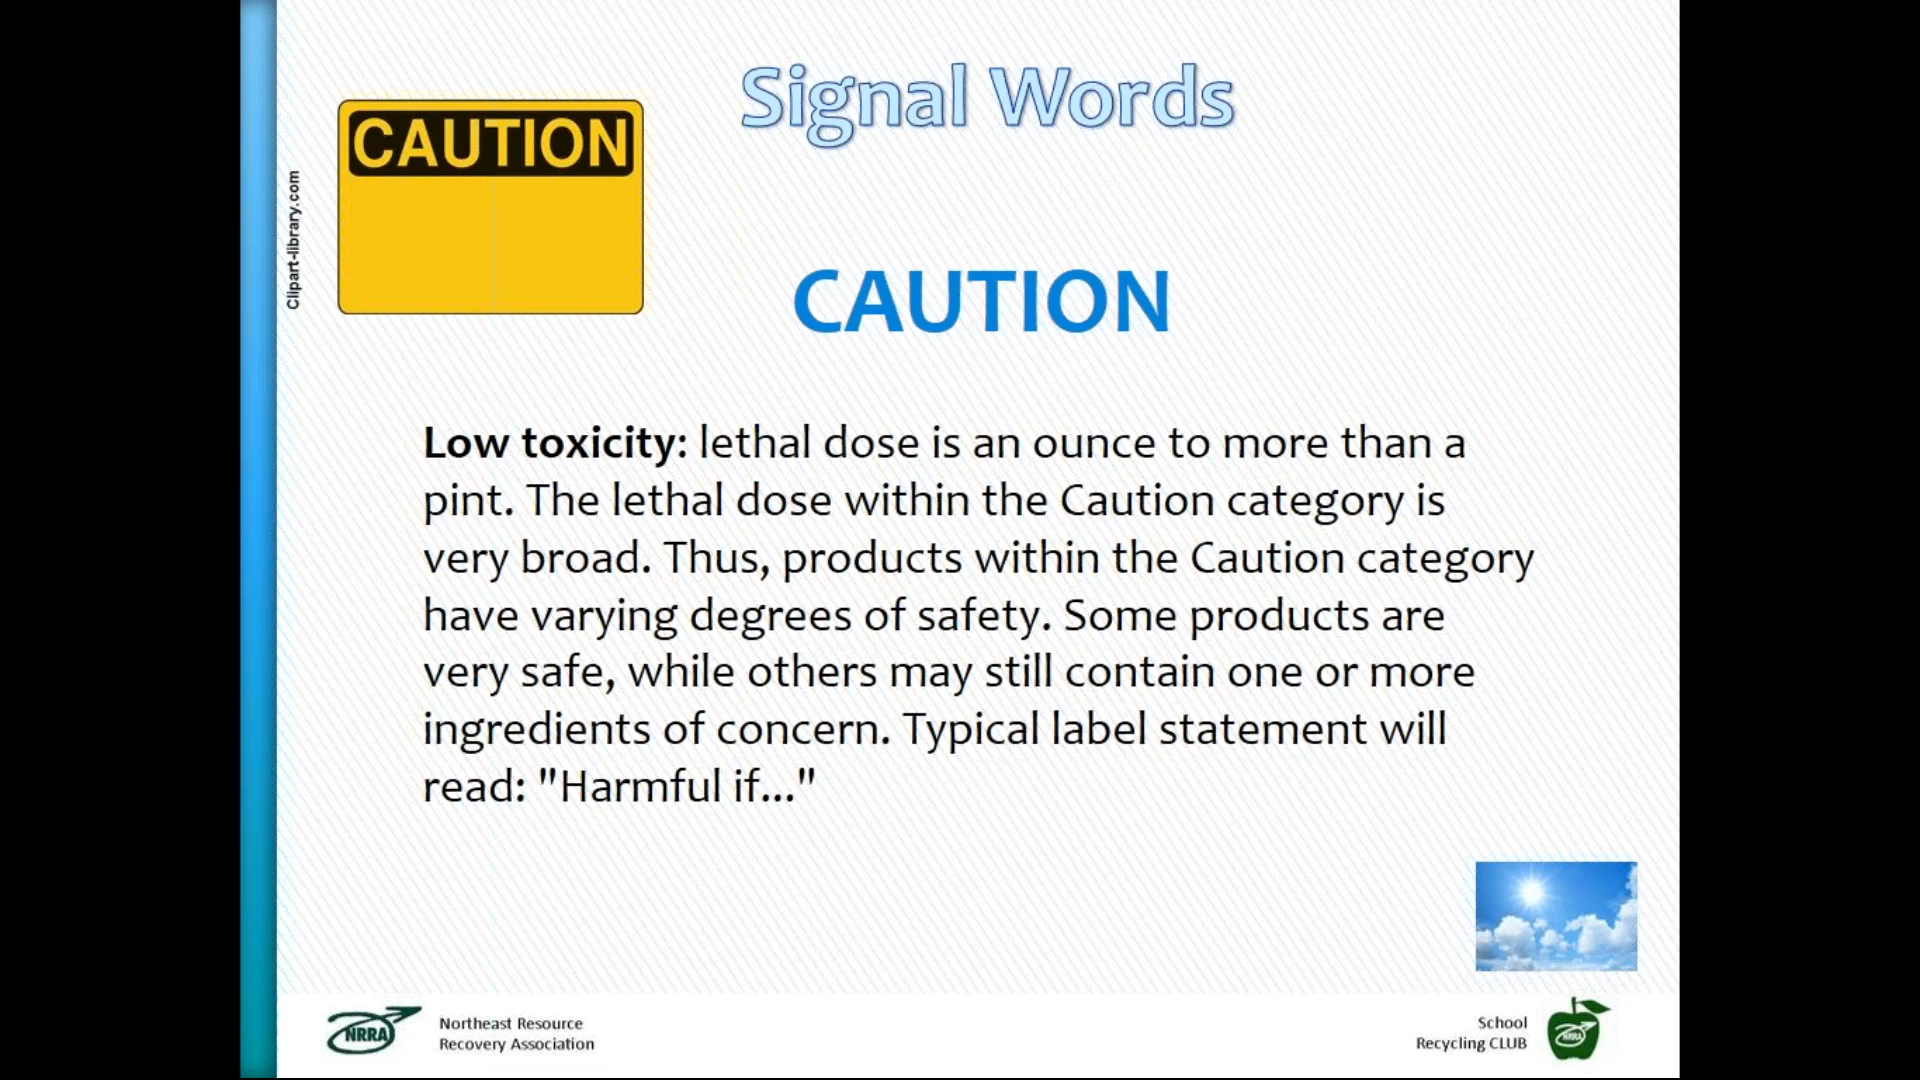 Signal Words
CAUTION
Clipart-library.com
CAUTION
Low toxicity: lethal dose is an ounce to more than a
pint. The lethal dose within the Caution category is
very broad. Thus, products within the Caution category
have varying degrees of safety. Some products are
very safe, while others may still contain one or more
ingredients of concern. Typical label statement will
read: "Harmful if..."
NRRA
Northeast Resource
Recovery Association
School
Recycling CLUB
NRRA